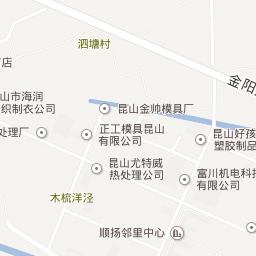 泗塘村
店
金阳
山市海润
织制衣公司
昆山金帅模具厂
处理厂
正工模具昆山
有限公司
昆山好孩
塑胶制品
昆山尤特威
热处理公司
富川机电科技
有限公司
木梳洋泾
顺扬邻里中心